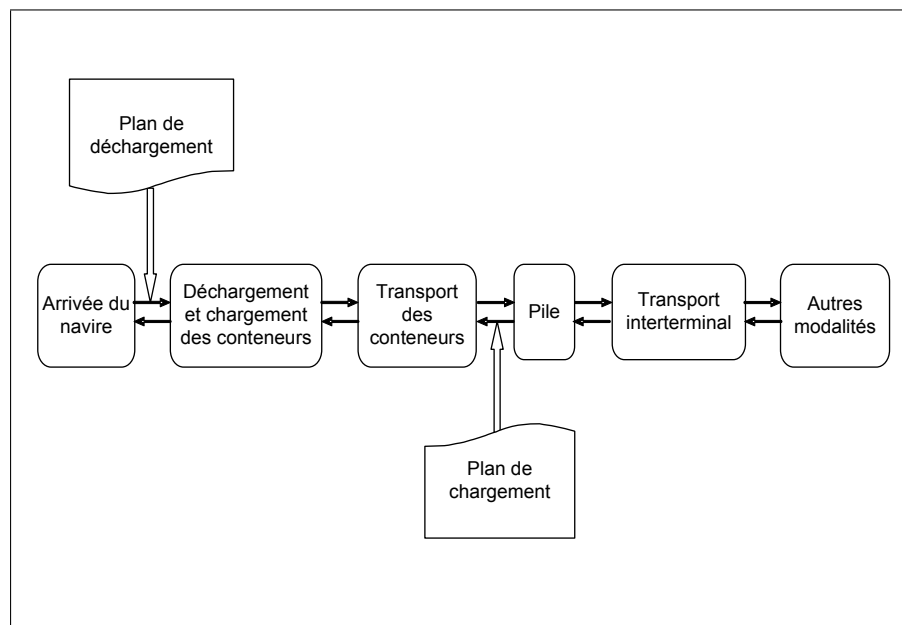 Plan de
déchargement
Arrivée du
navire
Déchargement
et chargement
des conteneurs
Transport
des
conteneurs
Pile
Transport
interterminal
Autres
modalités
Plan de
chargement